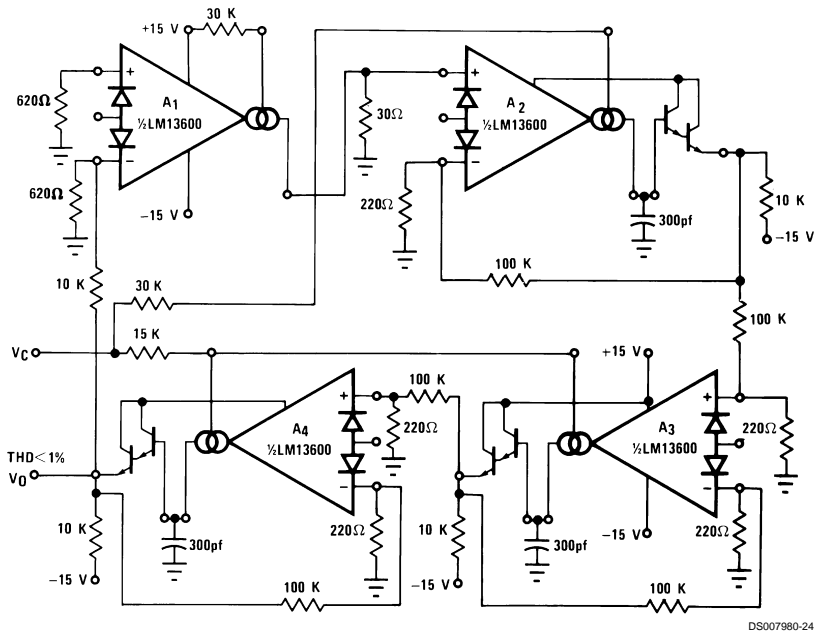 30 K
+15 V
620Ω
+
A1
½LM13600
−
620Ω
−15 V
30Ω
+
A2
½LM13600
−
220Ω
300pf
10 K
−15 V
100 K
10 K
30 K
100 K
VC
15 K
+15 V
A4
½LM13600
+
−
100 K
220Ω
A3
½LM13600
+
−
220Ω
THD<1%
VO
10 K
−15 V
300pf
220Ω
10 K
−15 V
300pf
−15 V
220Ω
100 K
100 K
DS007980-24